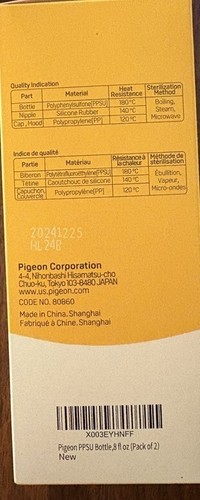 Quality Indication
Part Material Heat Resistance Sterilization Method
Bottle Polyphenylsulfone[PPSU] 180°C Boiling, Steam, Microwave
Nipple Silicone Rubber 140°C
Cap, Hood Polypropylene[PP] 120°C
Indice de qualité
Partie Matériau Résistance à la chaleur Méthode de stérilisation
Biberon 180°C Ébullition, Vapeur, Micro-ondes
Tétine Caoutchouc de silicone 140°C
Capuchon, Couvercle Polypropylène[PP] 120°C
20241225
HL24B
Pigeon Corporation
4-4, Nihonbashi Hisamatsu-cho
Chuo-ku, Tokyo 103-8480 JAPAN
www.us.pigeon.com
CODE NO. 80860
Made in China, Shanghai
Fabriqué à Chine, Shanghai
X003EYHNFF
Pigeon PPSU Bottle,8 fl oz (Pack of 2)
New